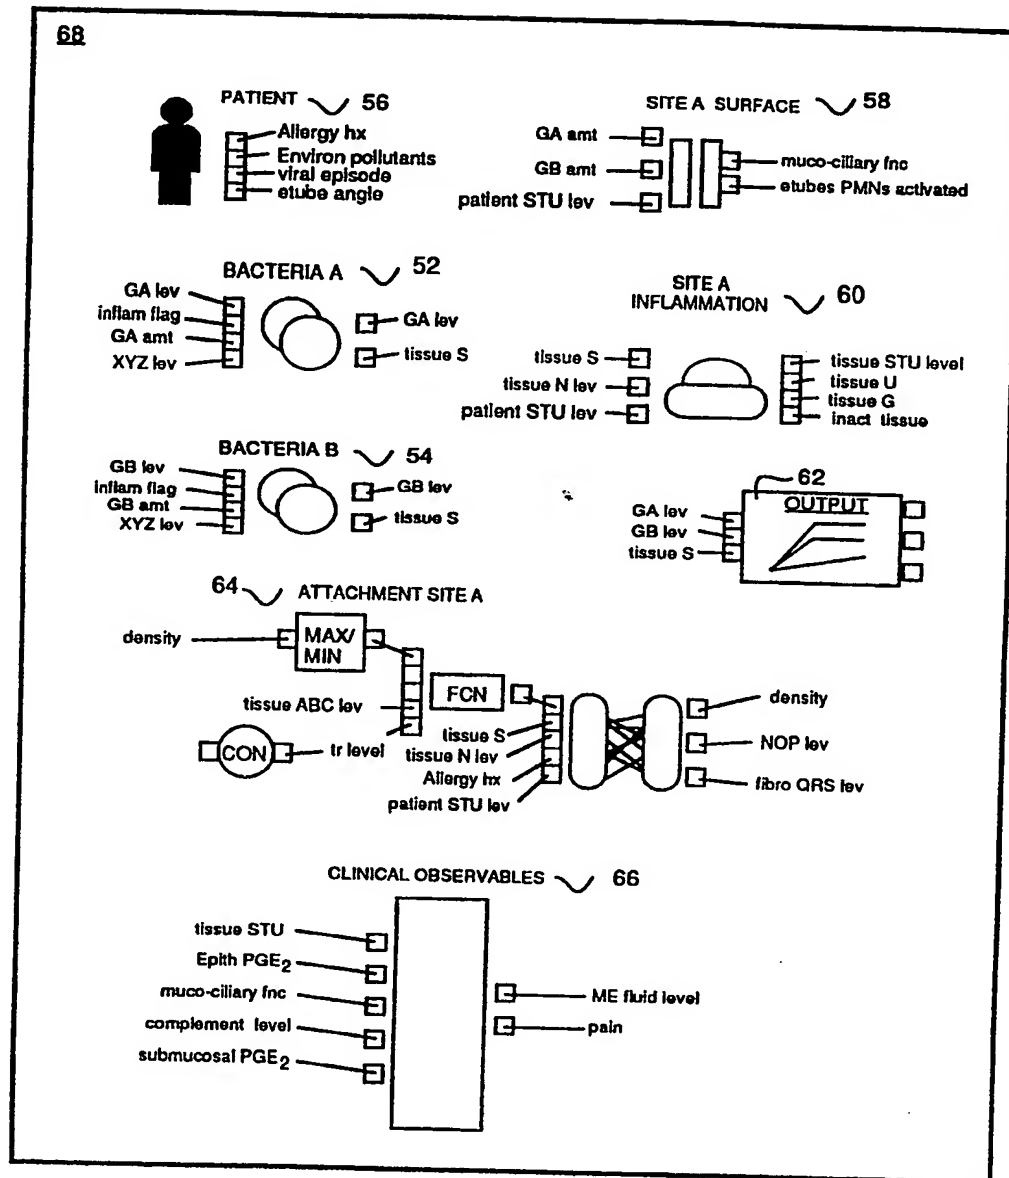 68
PATIENT 56
Allergy hx
Environ pollutants
viral episode
etube angle
SITE A SURFACE 58
GA amt
GB amt
patient STU lev
muco-ciliary fnc
etubes PMNs activated
BACTERIA A 52
GA lev
inflam flag
GA amt
XYZ lev
GA lev
tissue S
SITE A
INFLAMMATION 60
tissue S
tissue N lev
patient STU lev
tissue STU level
tissue U
tissue G
inact tissue
BACTERIA B 54
GB lev
inflam flag
GB amt
XYZ lev
GB lev
tissue S
62
OUTPUT
GA lev
GB lev
tissue S
64 ATTACHMENT SITE A
density
MAX/
MIN
tissue ABC lev
FCN
CON
tr level
tissue S
tissue N lev
Allergy hx
patient STU lev
density
NOP lev
fibro QRS lev
CLINICAL OBSERVABLES 66
tissue STU
Epith PGE2
muco-ciliary fnc
complement level
submucosal PGE2
ME fluid level
pain